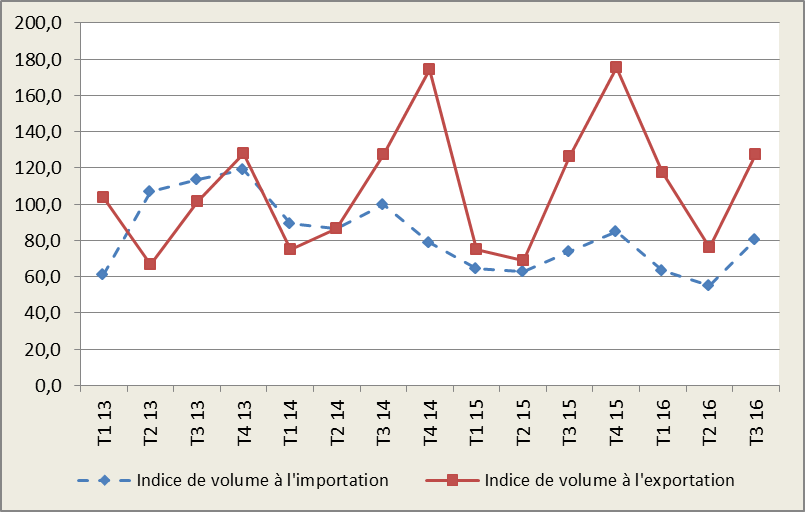 200,0
180,0
160,0
140,0
120,0
100,0
80,0
60,0
40,0
20,0
0,0
T1 13
T2 13
T3 13
T4 13
T1 14
T2 14
T3 14
T4 14
T1 15
T2 15
T3 15
T4 15
T1 16
T2 16
T3 16
Indice de volume à l'importation
Indice de volume à l'exportation